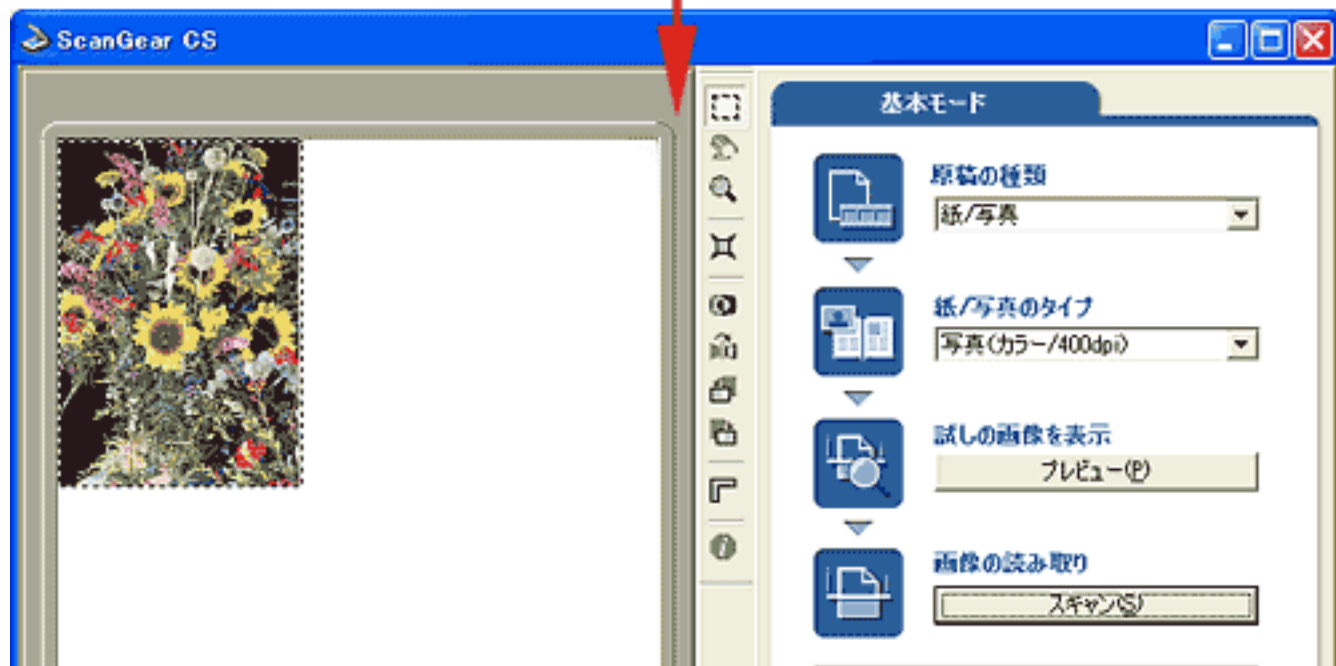 ScanGear CS
基本モード
原稿の種類
紙/写真
紙/写真のタイプ
写真(カラー/400dpi)
試しの画像を表示
プレビュー(P)
画像の読み取り
スキャン(S)